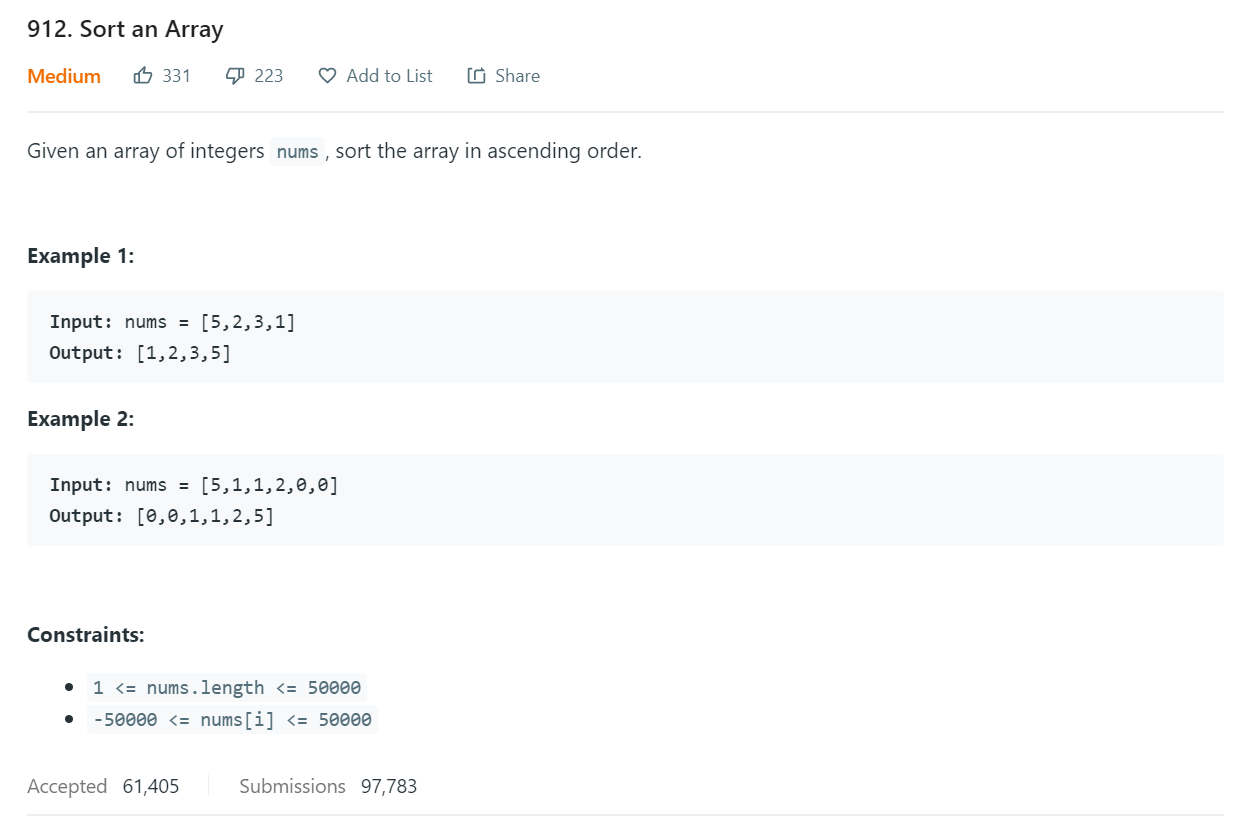 912. Sort an Array
Medium 331 223 Add to List Share
Given an array of integers nums , sort the array in ascending order.
Example 1:
Input: nums = [5,2,3,1]
Output: [1,2,3,5]
Example 2:
Input: nums = [5,1,1,2,0,0]
Output: [0,0,1,1,2,5]
Constraints:
• 1 <= nums.length <= 50000
• -50000 <= nums[i] <= 50000
Accepted 61,405 Submissions 97,783